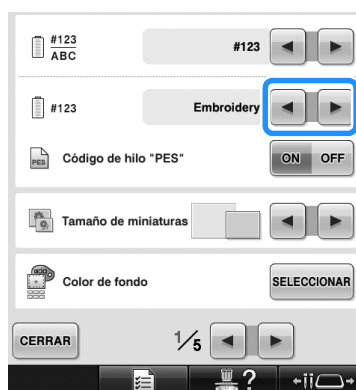 #123
ABC
#123
#123
Embroidery
PES
Código de hilo "PES"
ON OFF
Tamaño de miniaturas
Color de fondo
SELECCIONAR
CERRAR
1/5
?